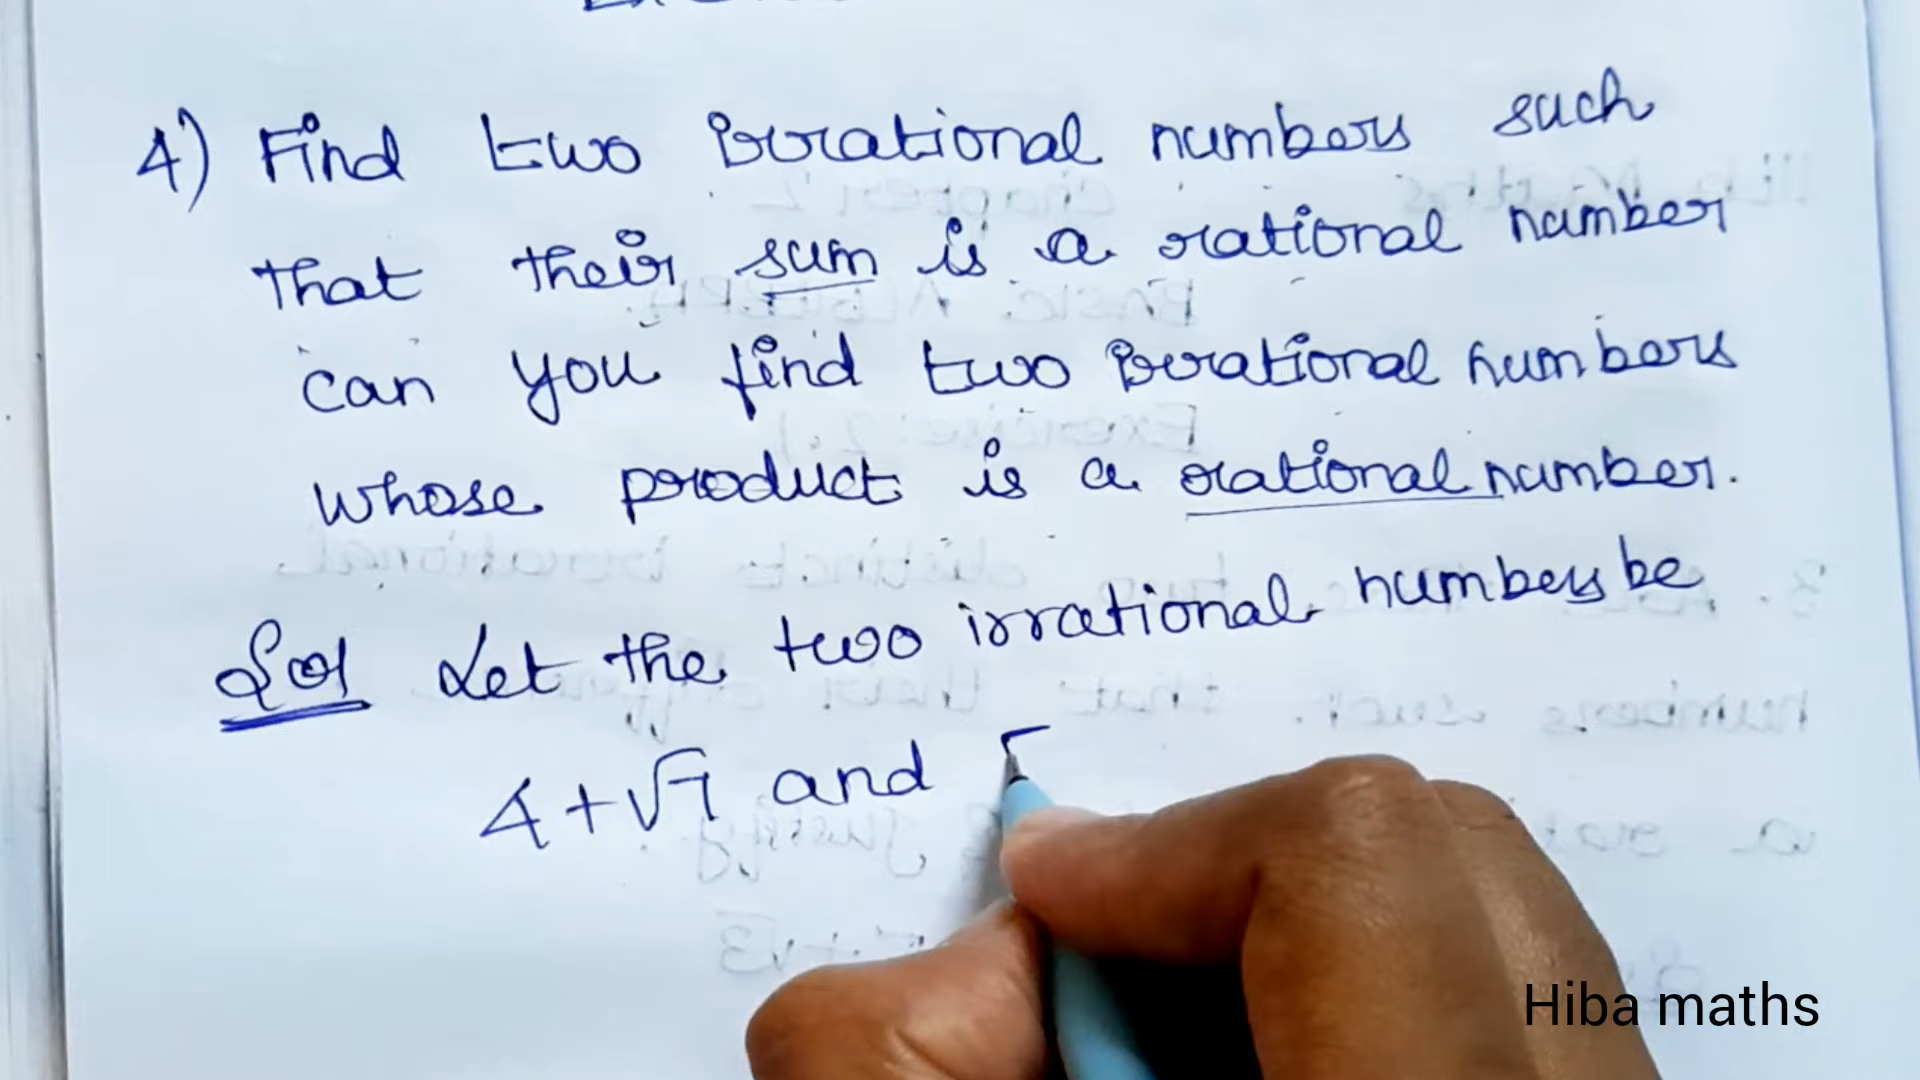 4) Find two irrational numbers such
that their sum is a rational number
can you find two irrational numbers
whose product is a rational number.
Sol Let the two irrational numbers be
4+√7 and
Hiba maths